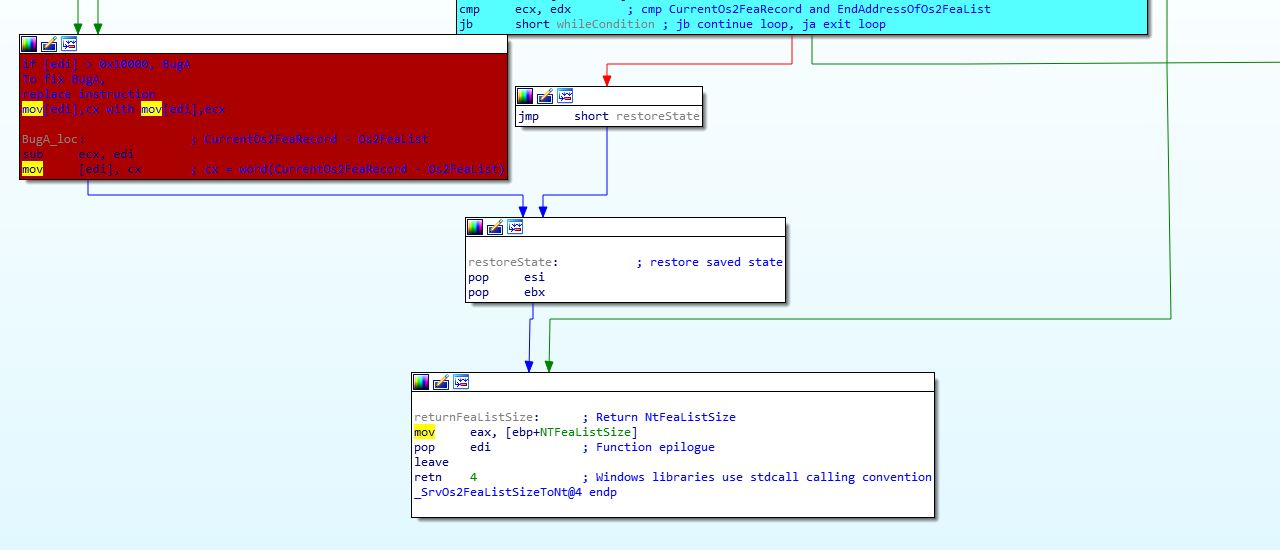 cmp ecx, edx ; cmp CurrentOs2FeaRecord and EndAddressOfOs2FeaList
jb short whileCondition ; jb continue loop, ja exit loop
if [edi] > 0x10000, BugA
To fix BugA,
replace instruction
mov[edi],cx with mov[edi],ecx
BugA_loc: ; CurrentOs2FeaRecord - Os2FeaList
sub ecx, edi
mov [edi], cx ; cx = word(CurrentOs2FeaRecord - Os2FeaList)
jmp short restoreState
restoreState: ; restore saved state
pop esi
pop ebx
returnFeaListSize: ; Return NtFeaListSize
mov eax, [ebp+NTFeaListSize]
pop edi ; Function epilogue
leave
retn 4 ; Windows libraries use stdcall calling convention
_SrvOs2FeaListSizeToNt@4 endp